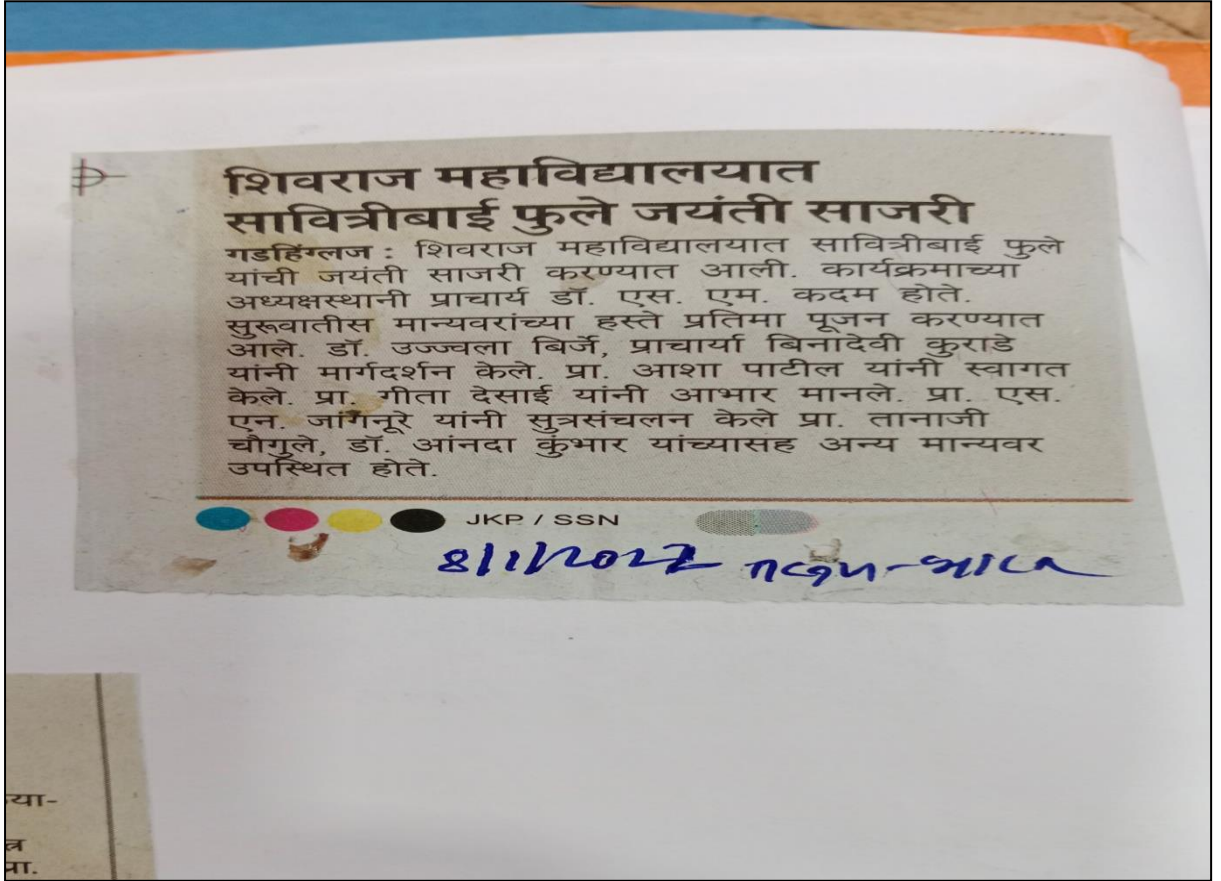 शिवराज महाविद्यालयात
सावित्रीबाई फुले जयंती साजरी
गडहिंग्लज : शिवराज महाविद्यालयात सावित्रीबाई फुले
यांची जयंती साजरी करण्यात आली. कार्यक्रमाच्या
अध्यक्षस्थानी प्राचार्य डॉ. एस. एम. कदम होते.
सुरूवातीस मान्यवरांच्या हस्ते प्रतिमा पूजन करण्यात
आले. डॉ. उज्ज्वला बिर्जे, प्राचार्या बिनादेवी कुराडे
यांनी मार्गदर्शन केले. प्रा. आशा पाटील यांनी स्वागत
केले. प्रा. गीता देसाई यांनी आभार मानले. प्रा. एस.
एन. जांगनूरे यांनी सुत्रसंचलन केले प्रा. तानाजी
चौगुले, डॉ. आंनदा कुंभार यांच्यासह अन्य मान्यवर
उपस्थित होते.
JKP / SSN
8/1/2022 तरुण-भारत
या-
त्र
प्रा.